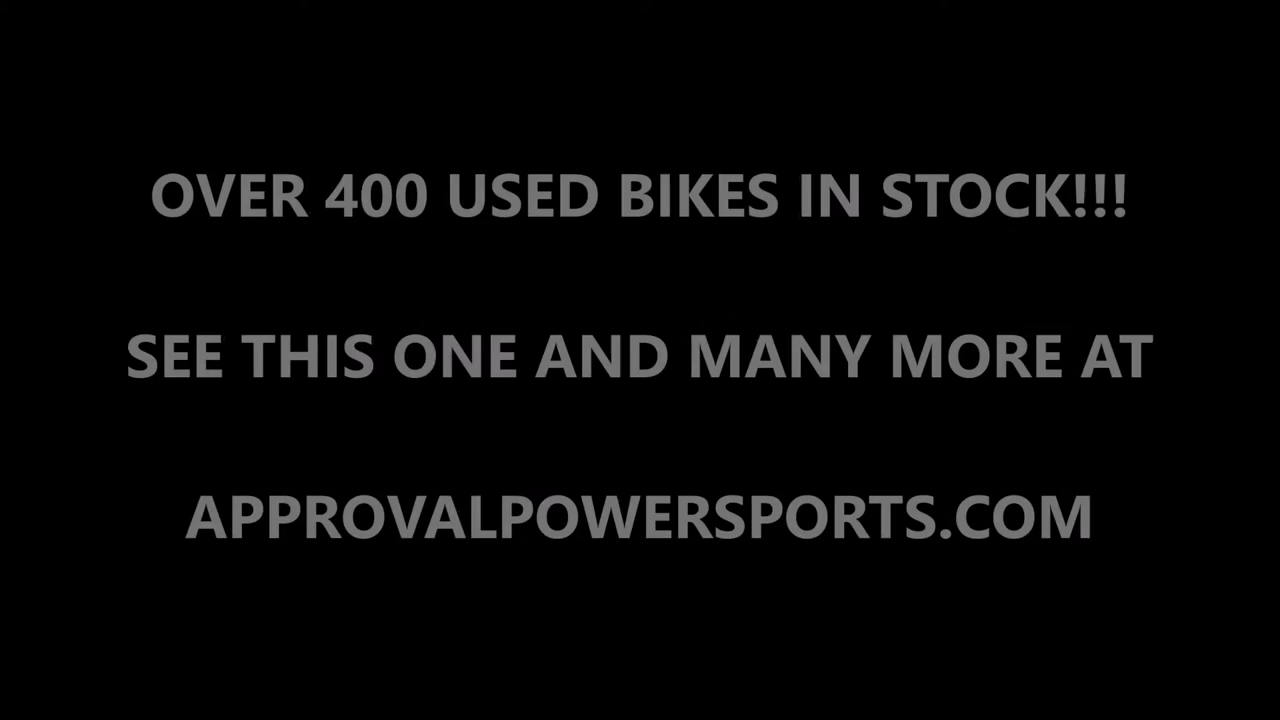 OVER 400 USED BIKES IN STOCK!!!
SEE THIS ONE AND MANY MORE AT
APPROVALPOWERSPORTS.COM